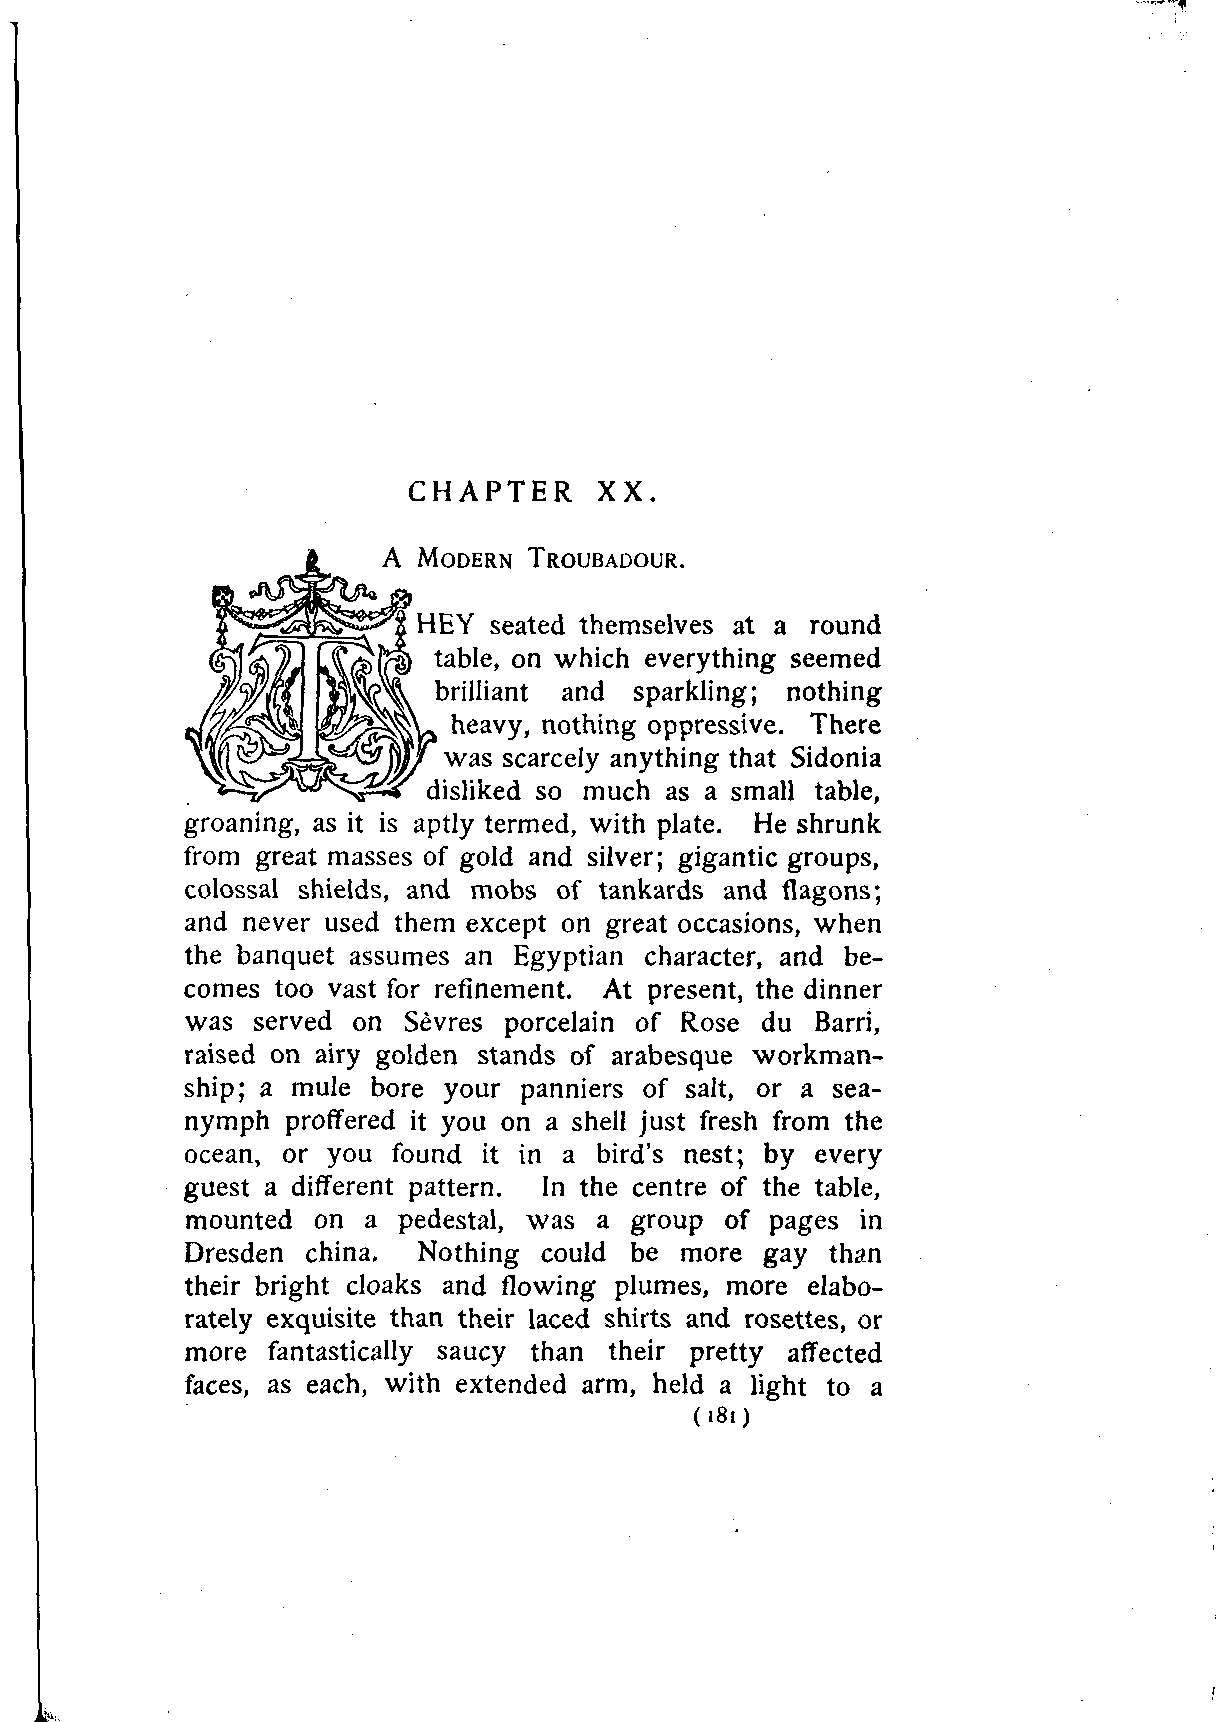 CHAPTER XX.
A MODERN TROUBADOUR.
THEY seated themselves at a round
table, on which everything seemed
brilliant and sparkling; nothing
heavy, nothing oppressive. There
was scarcely anything that Sidonia
disliked so much as a small table,
groaning, as it is aptly termed, with plate. He shrunk
from great masses of gold and silver; gigantic groups,
colossal shields, and mobs of tankards and flagons;
and never used them except on great occasions, when
the banquet assumes an Egyptian character, and be-
comes too vast for refinement. At present, the dinner
was served on Sèvres porcelain of Rose du Barri,
raised on airy golden stands of arabesque workman-
ship; a mule bore your panniers of salt, or a sea-
nymph proffered it you on a shell just fresh from the
ocean, or you found it in a bird's nest; by every
guest a different pattern. In the centre of the table,
mounted on a pedestal, was a group of pages in
Dresden china. Nothing could be more gay than
their bright cloaks and flowing plumes, more elabo-
rately exquisite than their laced shirts and rosettes, or
more fantastically saucy than their pretty affected
faces, as each, with extended arm, held a light to a
(181)